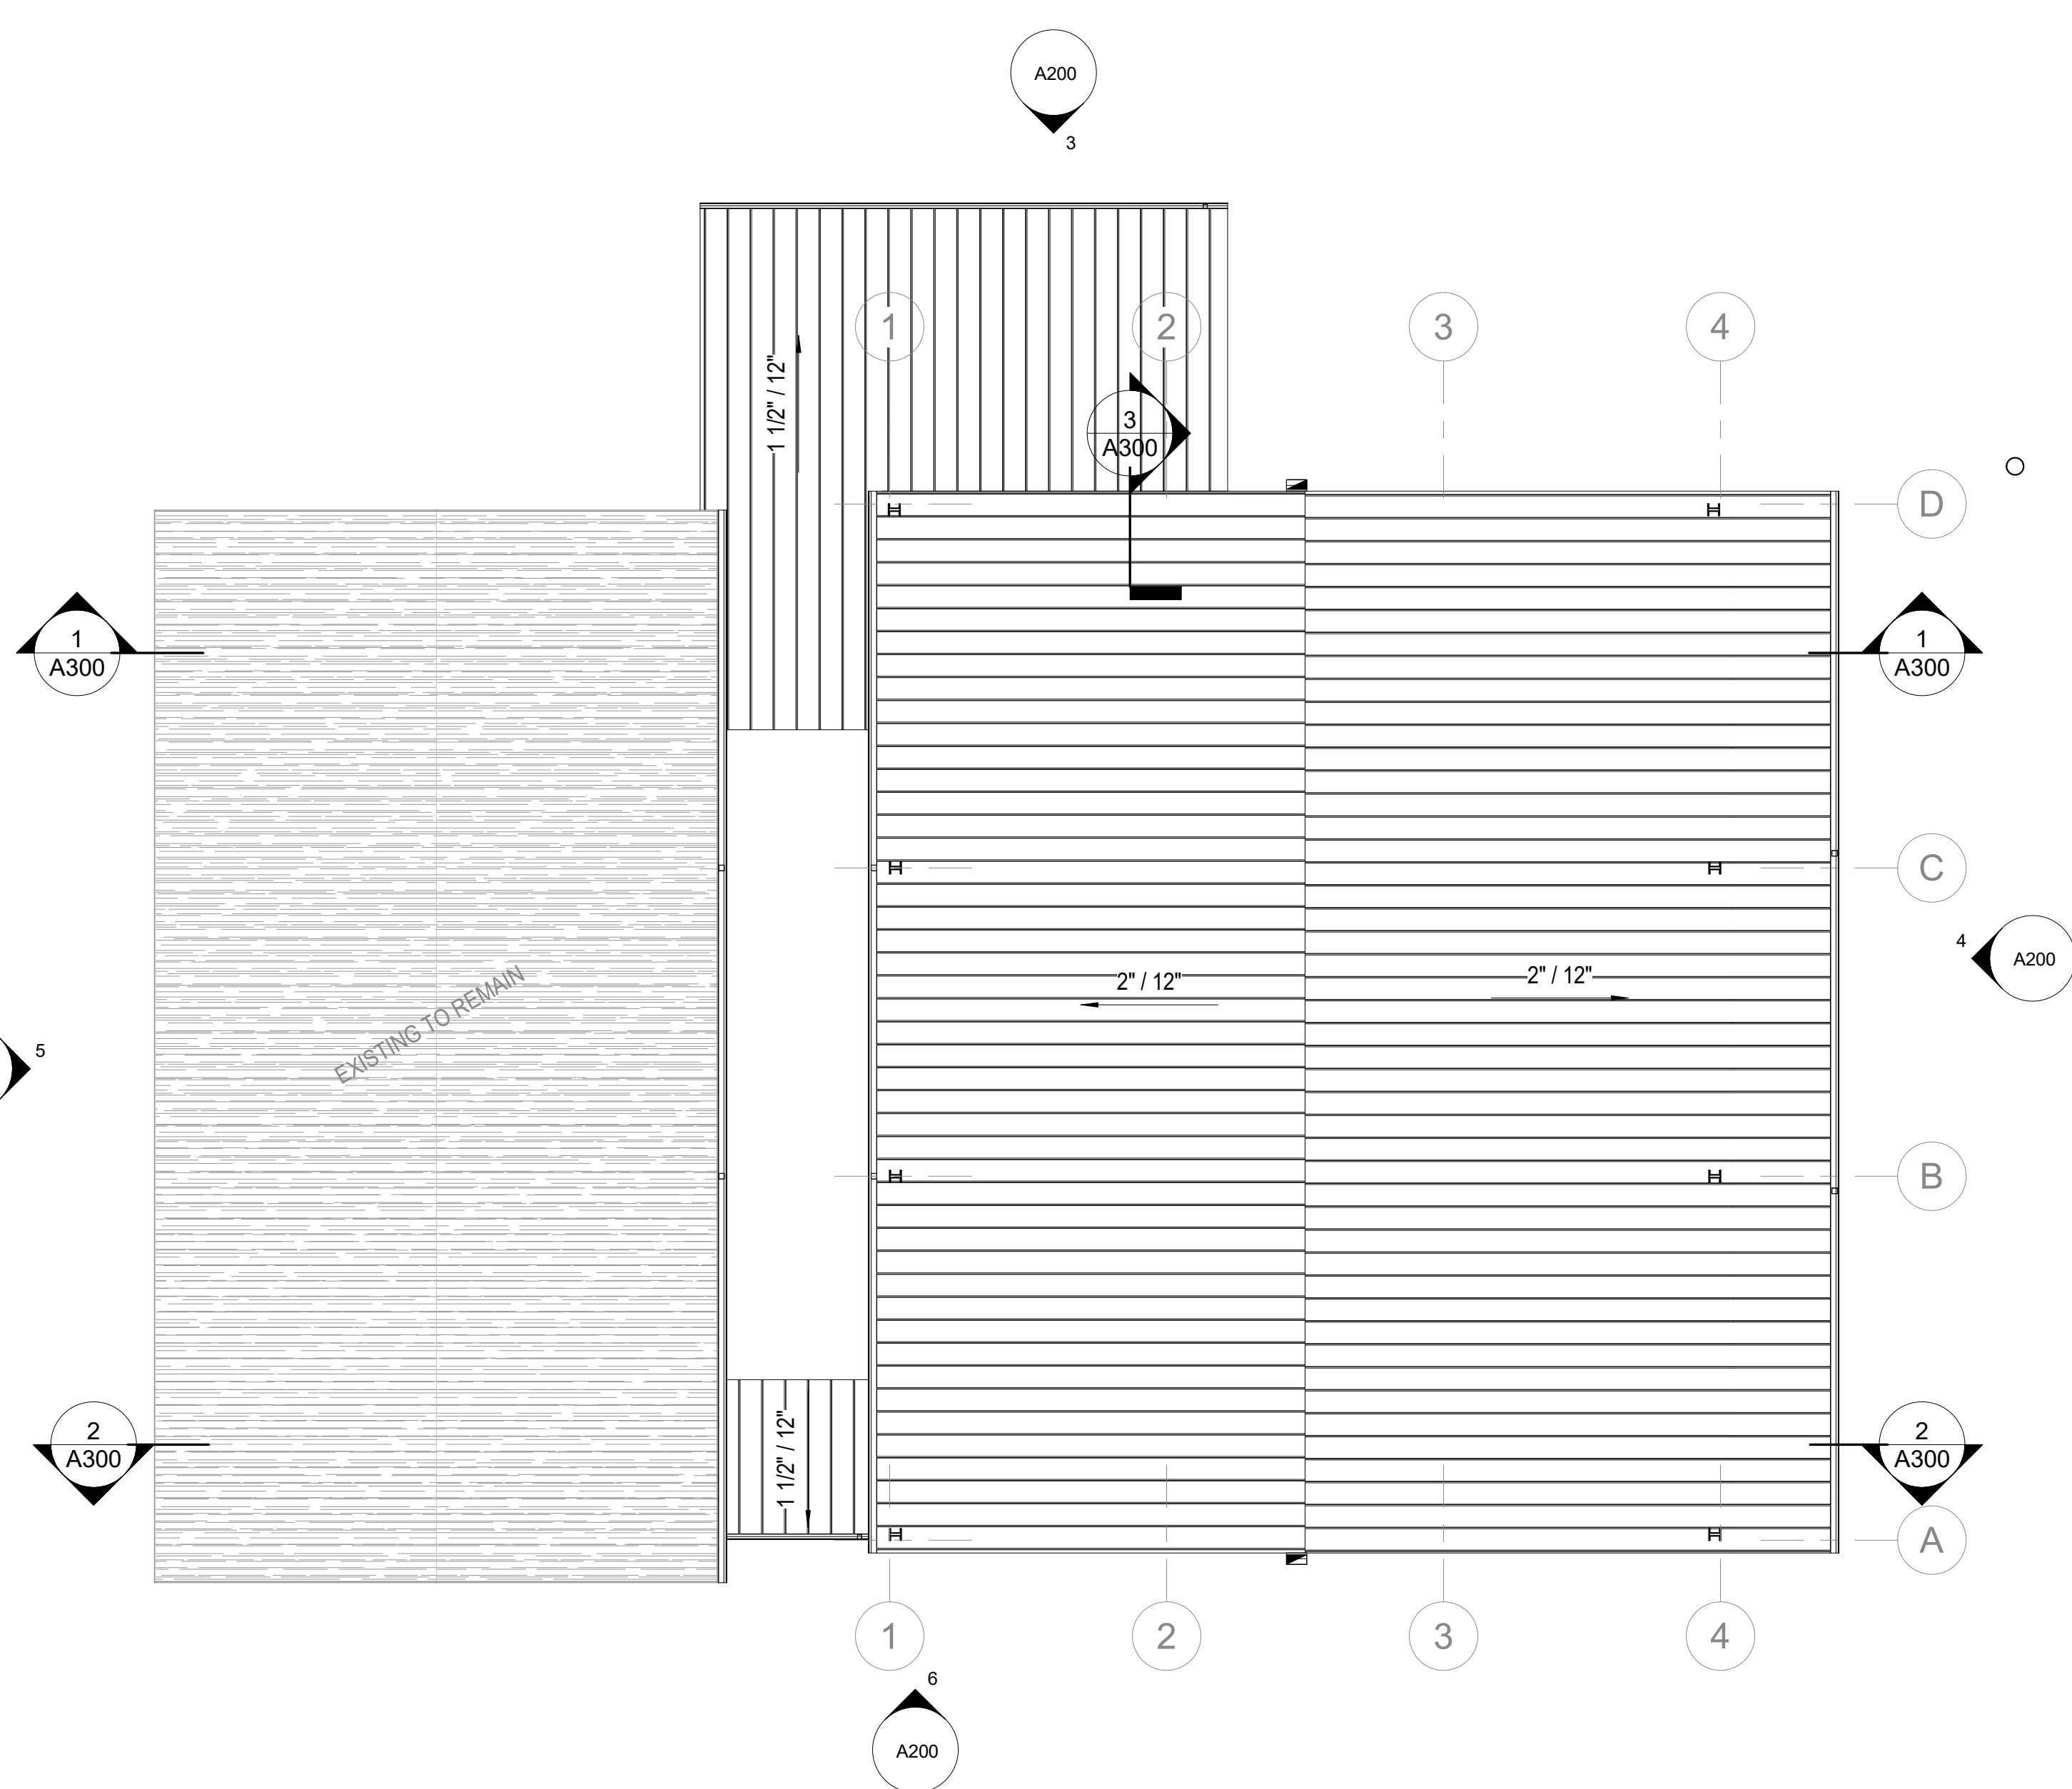 A200
3
1 2 3 4
1 1/2" / 12"
3
A300
D
1
A300
1
A300
C
2" / 12"
2" / 12"
4
A200
EXISTING TO REMAIN
5
B
2
A300
1 1/2" / 12"
2
A300
A
1 2 3 4
6
A200